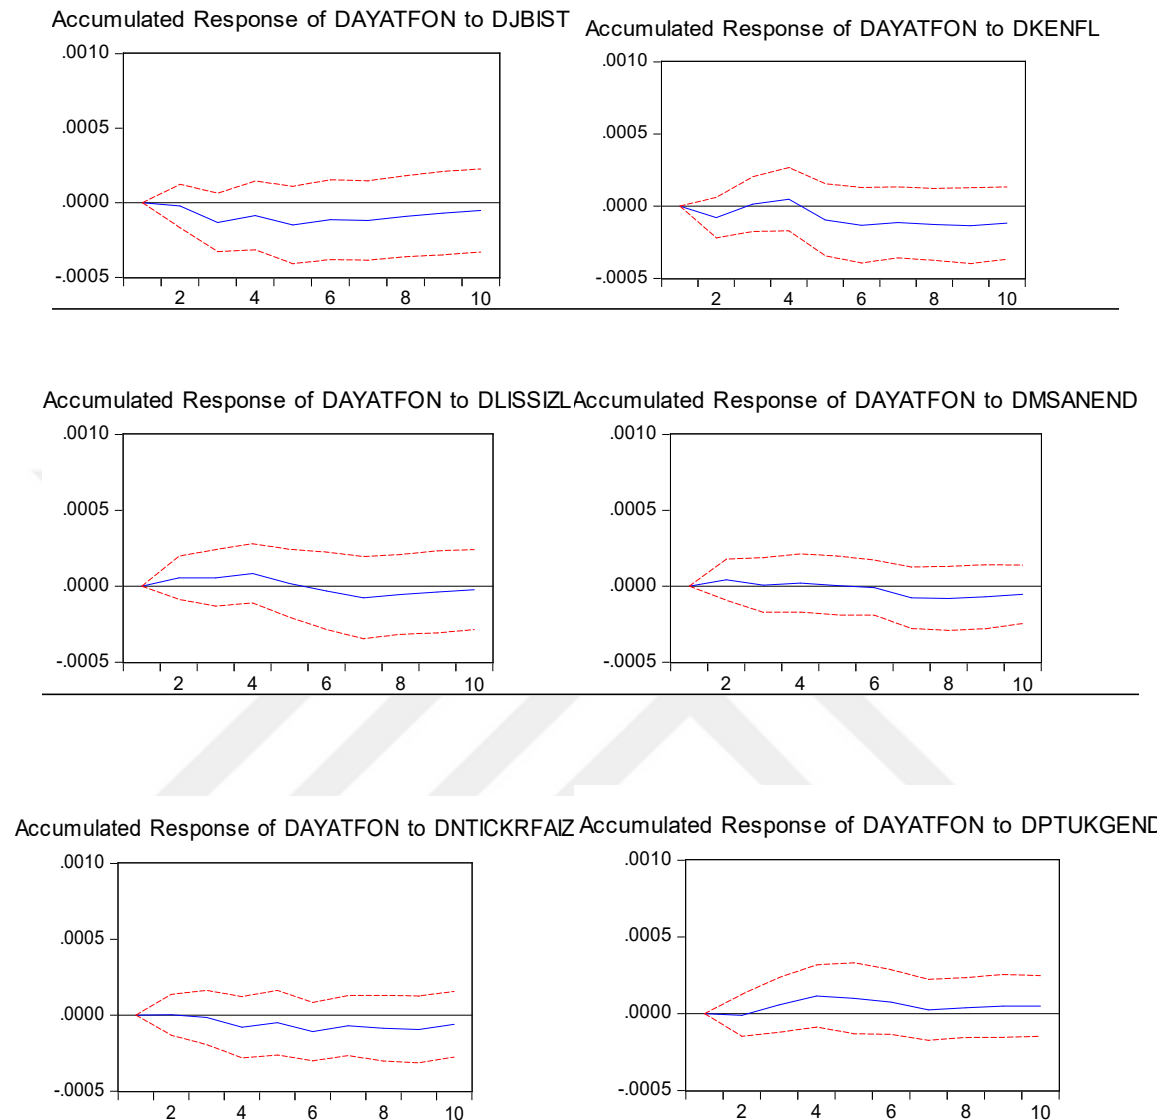 Accumulated Response of DAYATFON to DJBIST
.0010
.0005
.0000
-.0005
2 4 6 8 10
Accumulated Response of DAYATFON to DKENFL
.0010
.0005
.0000
-.0005
2 4 6 8 10
Accumulated Response of DAYATFON to DLISSIZL
.0010
.0005
.0000
-.0005
2 4 6 8 10
Accumulated Response of DAYATFON to DMSANEND
.0010
.0005
.0000
-.0005
2 4 6 8 10
Accumulated Response of DAYATFON to DNTICKRFAIZ
.0010
.0005
.0000
-.0005
2 4 6 8 10
Accumulated Response of DAYATFON to DPTUKGEND
.0010
.0005
.0000
-.0005
2 4 6 8 10